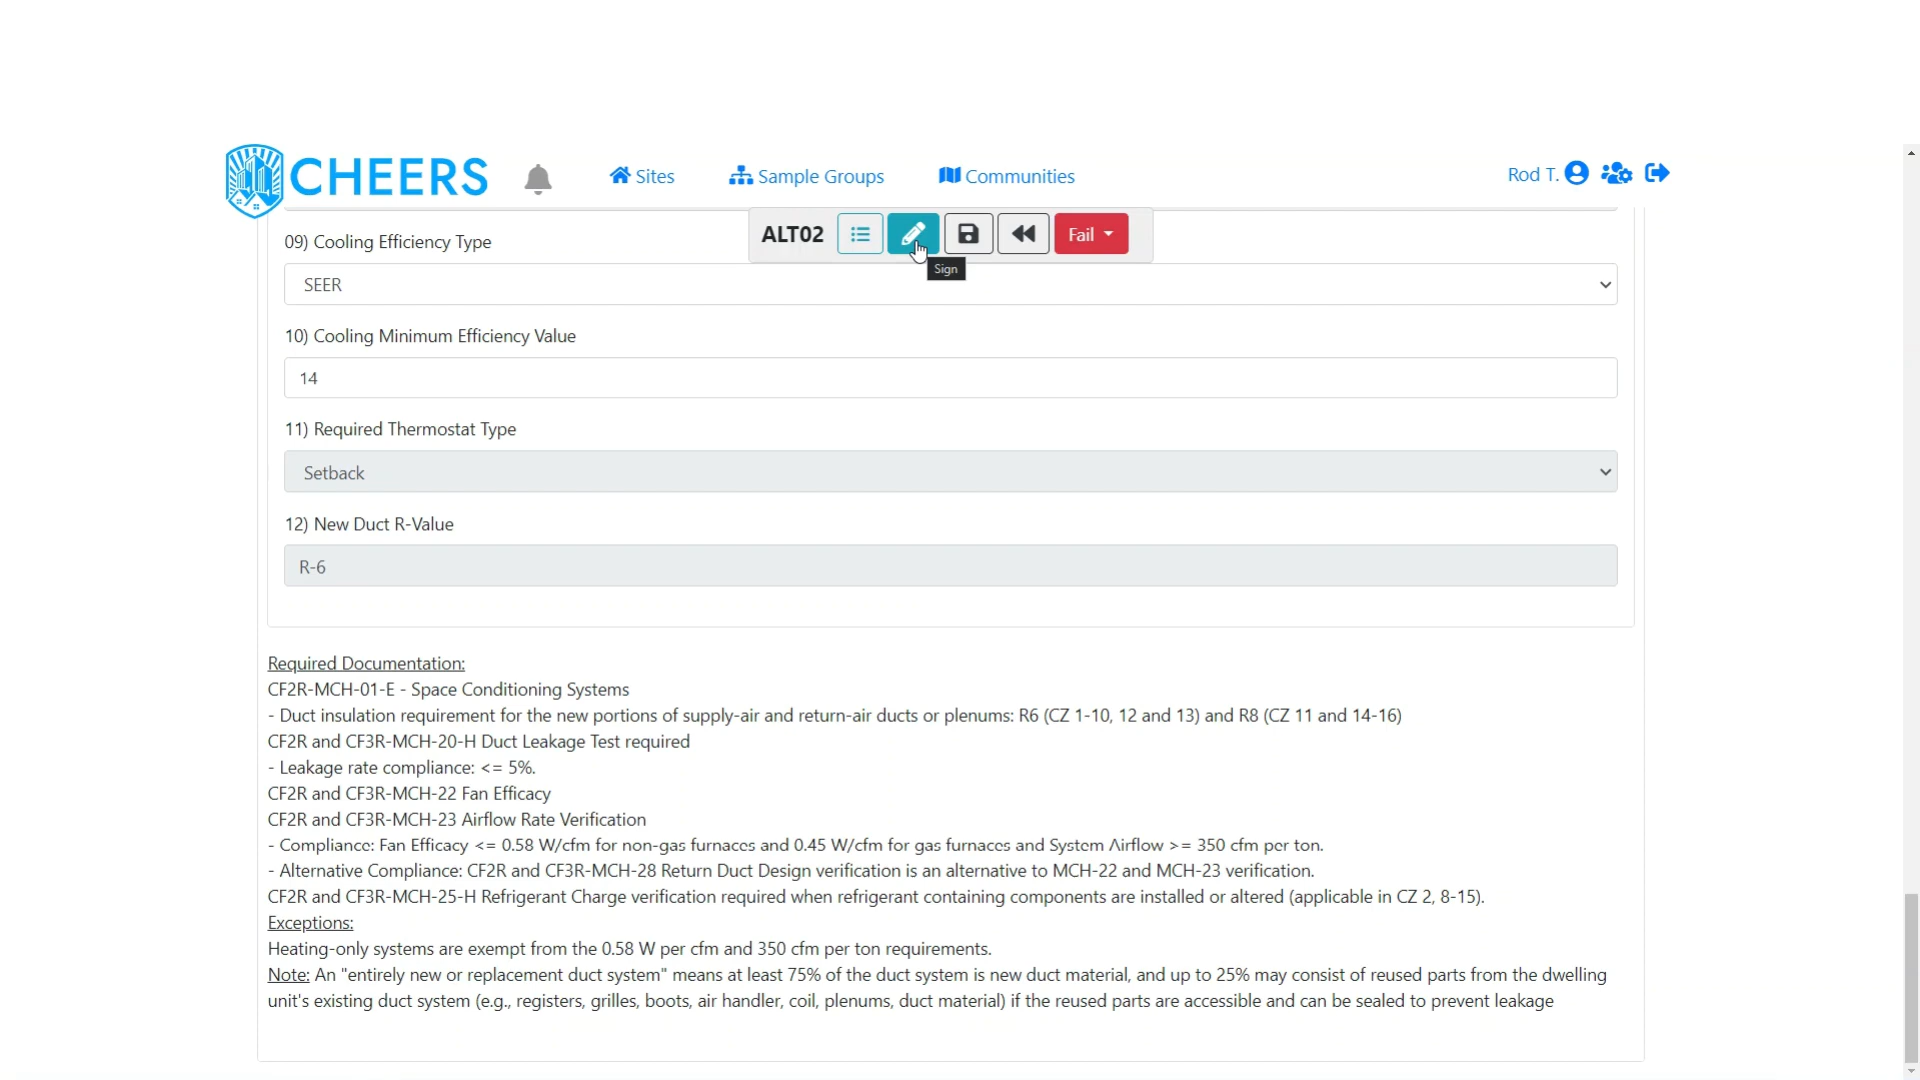 CHEERS
Sites
Sample Groups
Communities
Rod T.
ALT02
Fail
Sign
09) Cooling Efficiency Type
SEER
10) Cooling Minimum Efficiency Value
14
11) Required Thermostat Type
Setback
12) New Duct R-Value
R-6
Required Documentation:
CF2R-MCH-01-E - Space Conditioning Systems
- Duct insulation requirement for the new portions of supply-air and return-air ducts or plenums: R6 (CZ 1-10, 12 and 13) and R8 (CZ 11 and 14-16)
CF2R and CF3R-MCH-20-H Duct Leakage Test required
- Leakage rate compliance: <= 5%.
CF2R and CF3R-MCH-22 Fan Efficacy
CF2R and CF3R-MCH-23 Airflow Rate Verification
- Compliance: Fan Efficacy <= 0.58 W/cfm for non-gas furnaces and 0.45 W/cfm for gas furnaces and System Airflow >= 350 cfm per ton.
- Alternative Compliance: CF2R and CF3R-MCH-28 Return Duct Design verification is an alternative to MCH-22 and MCH-23 verification.
CF2R and CF3R-MCH-25-H Refrigerant Charge verification required when refrigerant containing components are installed or altered (applicable in CZ 2, 8-15).
Exceptions:
Heating-only systems are exempt from the 0.58 W per cfm and 350 cfm per ton requirements.
Note: An "entirely new or replacement duct system" means at least 75% of the duct system is new duct material, and up to 25% may consist of reused parts from the dwelling
unit's existing duct system (e.g., registers, grilles, boots, air handler, coil, plenums, duct material) if the reused parts are accessible and can be sealed to prevent leakage